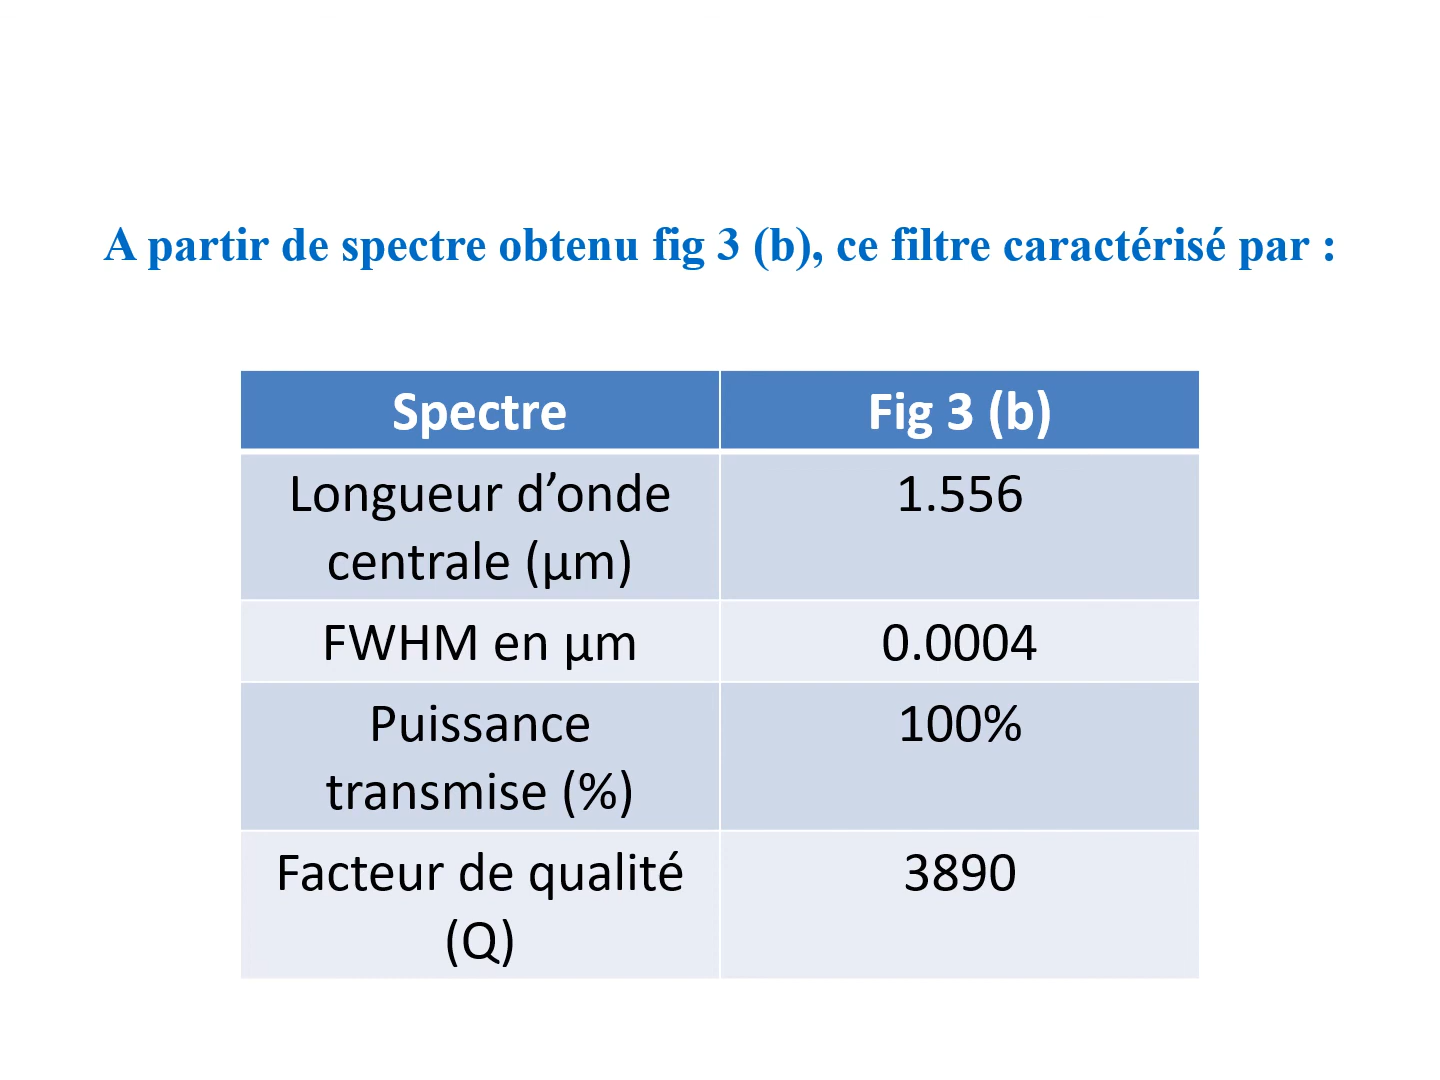 A partir de spectre obtenu fig 3 (b), ce filtre caractérisé par :
Spectre
Fig 3 (b)
Longueur d’onde
centrale (µm)
1.556
FWHM en µm
0.0004
Puissance
transmise (%)
100%
Facteur de qualité
(Q)
3890